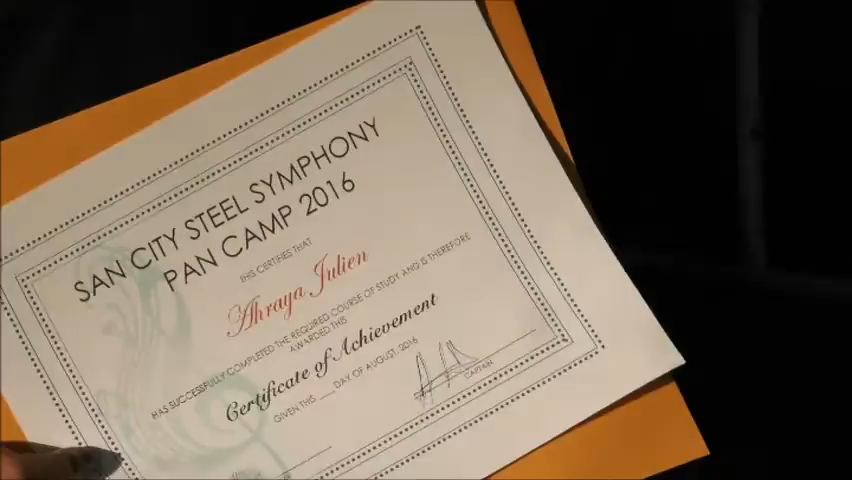 SAN CITY STEEL SYMPHONY
PAN CAMP 2016
THIS CERTIFIES THAT
Ahraya Julien
HAS SUCCESSFULLY COMPLETED THE REQUIRED COURSE OF STUDY AND IS THEREFORE
AWARDED THIS
Certificate of Achievement
GIVEN THIS ___ DAY OF AUGUST, 2016
CAPTAIN